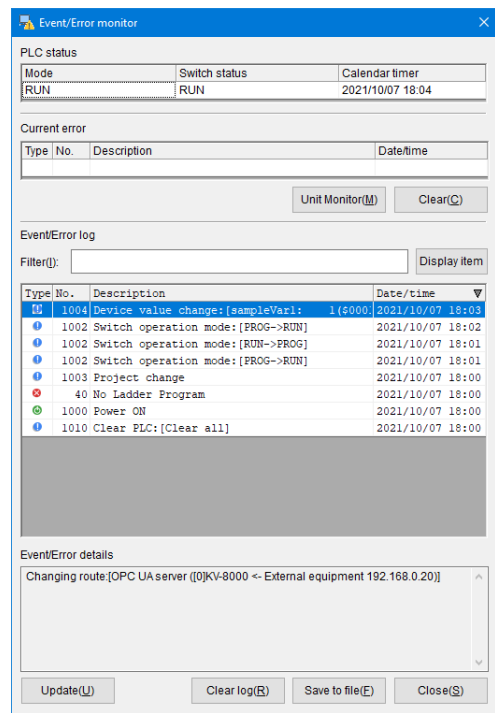 Event/Error monitor
PLC status
Mode Switch status Calendar timer
RUN RUN 2021/10/07 18:04
Current error
Type No. Description Date/time
Unit Monitor(M) Clear(C)
Event/Error log
Filter(I): Display item
Type No. Description Date/time
1004 Device value change:[sampleVar1: 1($000 2021/10/07 18:03
1002 Switch operation mode:[PROG->RUN] 2021/10/07 18:02
1002 Switch operation mode:[RUN->PROG] 2021/10/07 18:01
1002 Switch operation mode:[PROG->RUN] 2021/10/07 18:01
1003 Project change 2021/10/07 18:00
40 No Ladder Program 2021/10/07 18:00
1000 Power ON 2021/10/07 18:00
1010 Clear PLC:[Clear all] 2021/10/07 18:00
Event/Error details
Changing route:[OPC UA server ([0]KV-8000 <- External equipment 192.168.0.20)]
Update(U) Clear log(R) Save to file(F) Close(S)